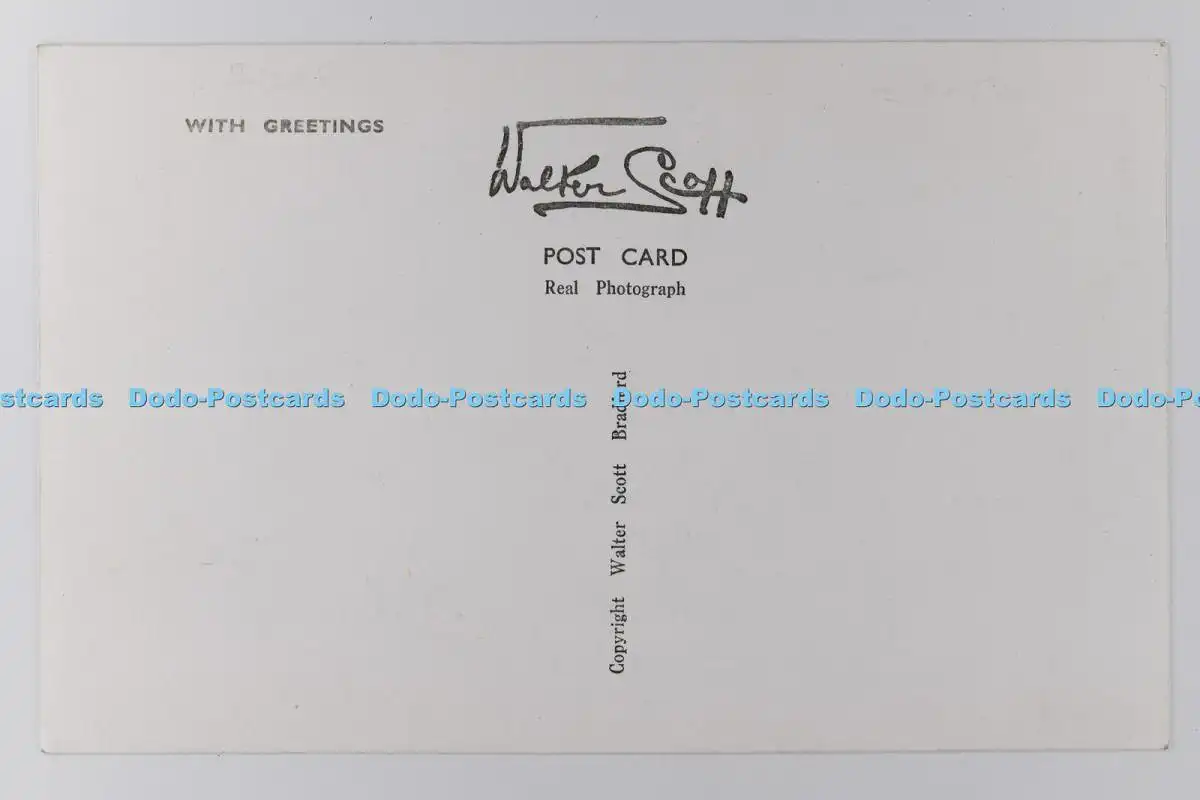 WITH GREETINGS
Walter Scott
POST CARD
Real Photograph
Copyright Walter Scott Bradford
stcards Dodo-Postcards Dodo-Postcards Dodo-Postcards Dodo-Postcards Dodo-Po